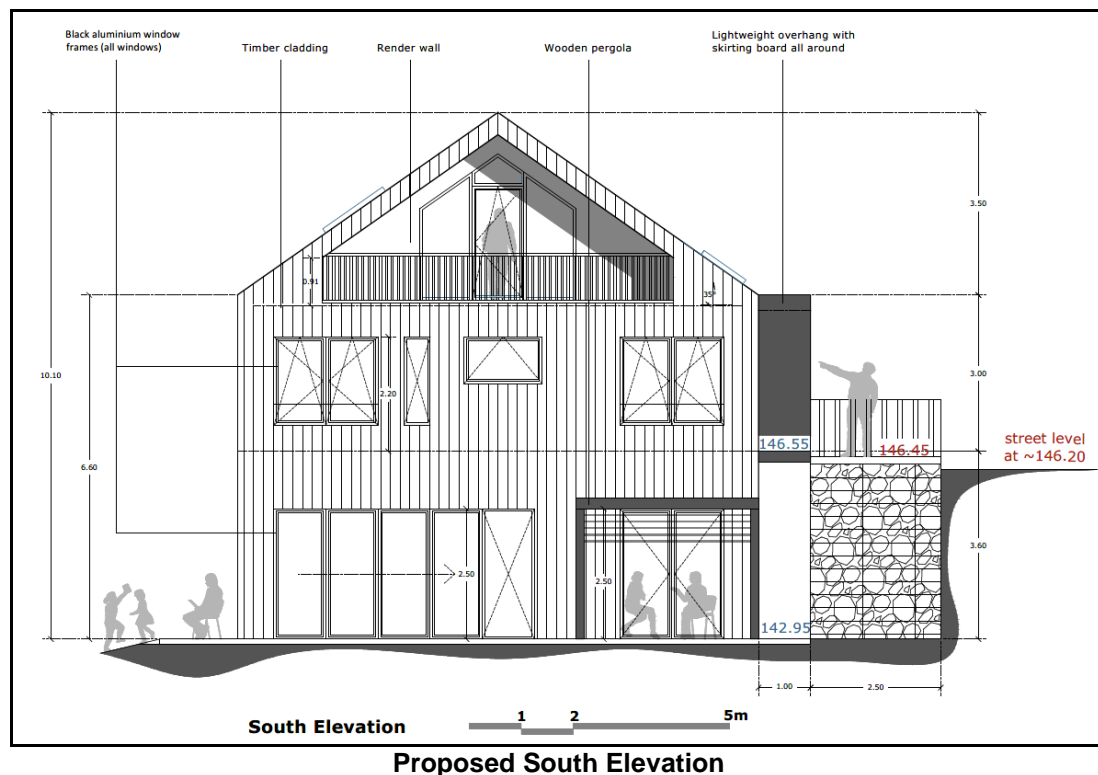 Black aluminium window
frames (all windows)
Timber cladding
Render wall
Wooden pergola
Lightweight overhang with
skirting board all around
3.50
0.91
35°
10.10
2.20
3.00
146.55
146.45
street level
at ~146.20
6.60
2.50
2.50
3.60
142.95
1.00
2.50
South Elevation
1 2 5m
Proposed South Elevation